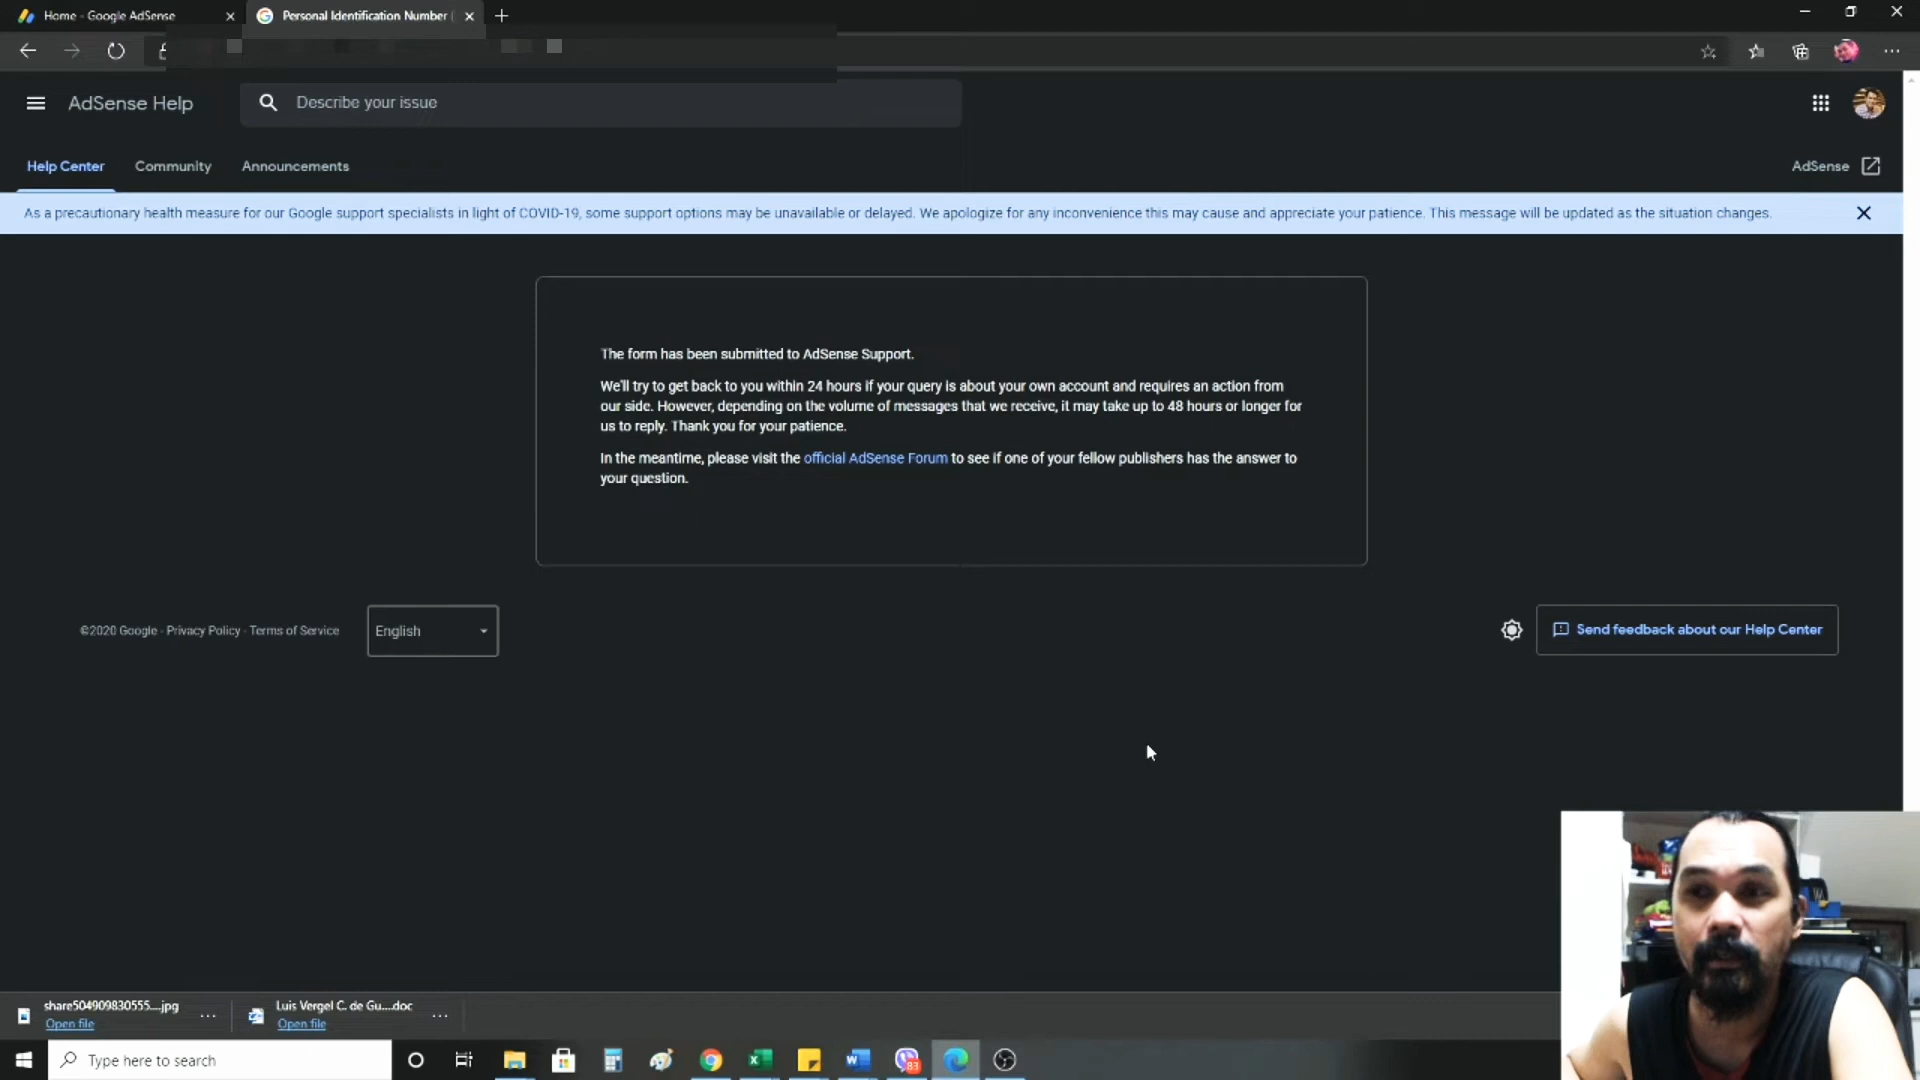 Home - Google AdSense
Personal Identification Number (
AdSense Help
Describe your issue
Help Center
Community
Announcements
AdSense
As a precautionary health measure for our Google support specialists in light of COVID-19, some support options may be unavailable or delayed. We apologize for any inconvenience this may cause and appreciate your patience. This message will be updated as the situation changes.
The form has been submitted to AdSense Support.
We'll try to get back to you within 24 hours if your query is about your own account and requires an action from
our side. However, depending on the volume of messages that we receive, it may take up to 48 hours or longer for
us to reply. Thank you for your patience.
In the meantime, please visit the official AdSense Forum to see if one of your fellow publishers has the answer to
your question.
©2020 Google - Privacy Policy - Terms of Service
English
Send feedback about our Help Center
share504909830555....jpg
Open file
Luis Vergel C. de Gu....doc
Open file
Type here to search
83